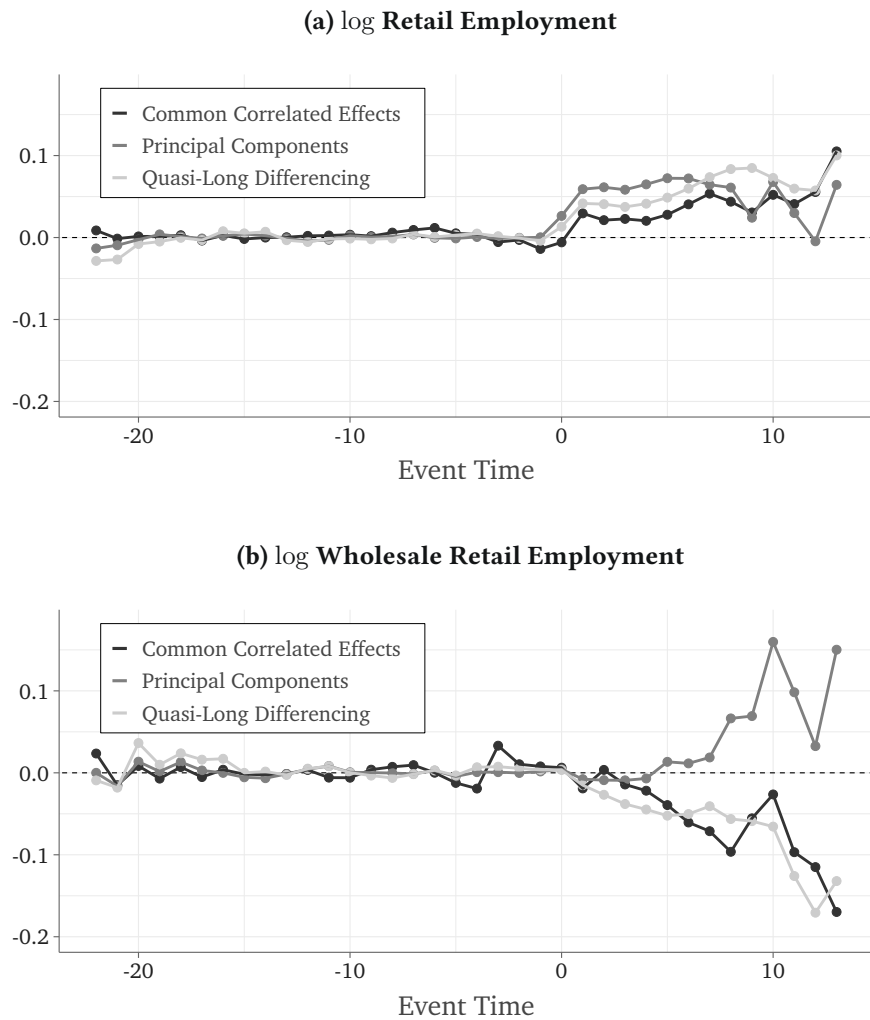 (a) log Retail Employment
Common Correlated Effects
Principal Components
Quasi-Long Differencing
0.1
0.0
-0.1
-0.2
-20 -10 0 10
Event Time
(b) log Wholesale Retail Employment
Common Correlated Effects
Principal Components
Quasi-Long Differencing
0.1
0.0
-0.1
-0.2
-20 -10 0 10
Event Time